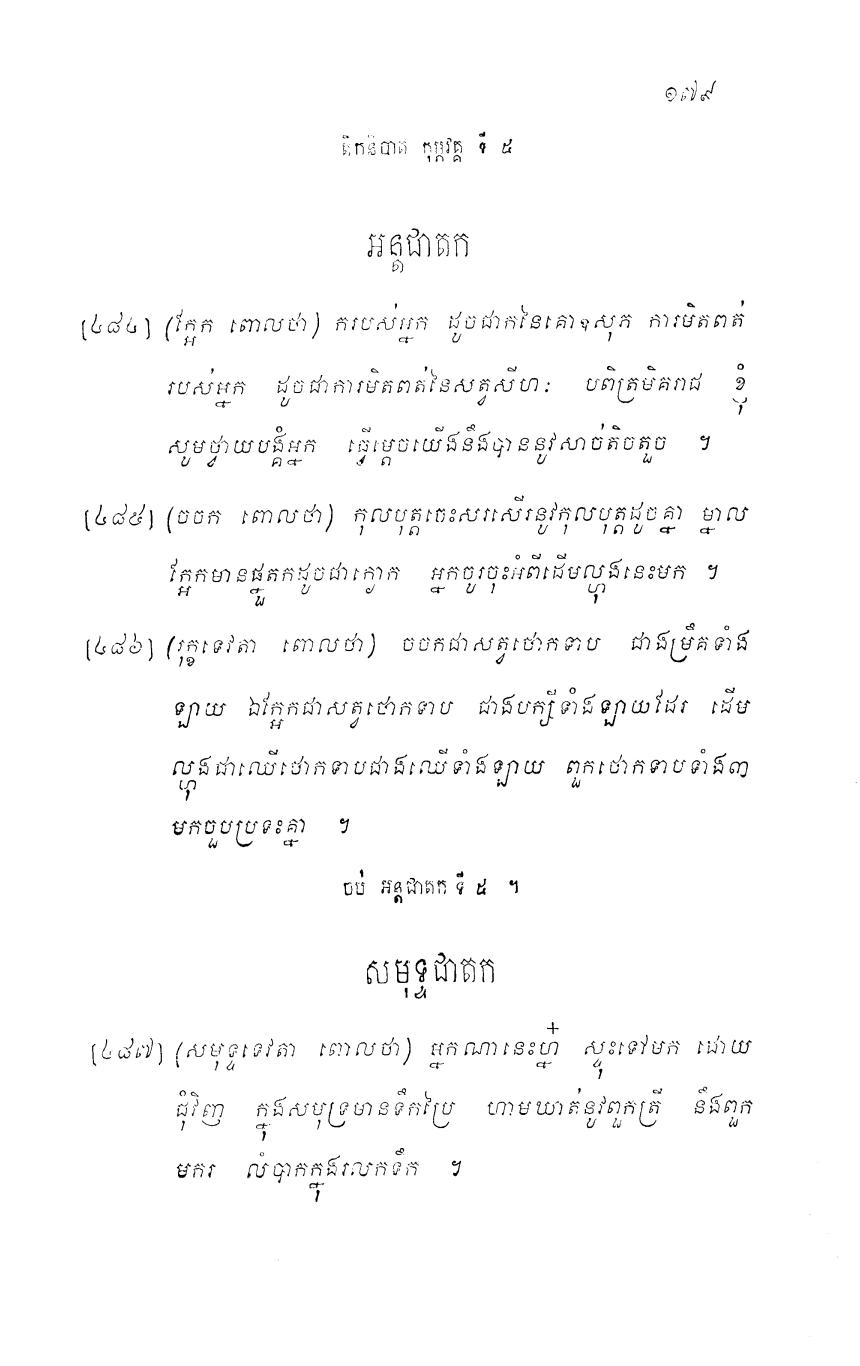 ១៧៩
តិកនិបាត កុម្ភវគ្គ ទី ៥
អន្តជាតក
[៤៨៤] (ក្អែក ពោលថា) ករបស់អ្នក ដូចជាកនៃគោឧសុភ ការមិតពត់
របស់អ្នក ដូចជាការមិតពត់នៃសត្វសីហៈ បពិត្រមិគរាជ ខ្ញុំ
សូមថ្វាយបង្គំអ្នក ធ្វើម្តេចយើងនឹងបាននូវសាច់តិចតួច ។
[៤៨៥] (ចចក ពោលថា) កុលបុត្តចេះសរសើរនូវកុលបុត្តដូចគ្នា ម្នាល
ក្អែកមានផ្នួតកដូចជាក្ងោក អ្នកចូរចុះអំពីដើមល្ហុងនេះមក ។
[៤៨៦] (រុក្ខទេវតា ពោលថា) ចចកជាសត្វថោកទាប ជាងម្រឹគទាំង
ឡាយ ឯក្អែកជាសត្វថោកទាប ជាងបក្សីទាំងឡាយដែរ ដើម
ល្ហុងជាឈើថោកទាបជាងឈើទាំងឡាយ ពួកថោកទាបទាំង៣
មកចួបប្រទះគ្នា ។
ចប់ អន្តជាតក ទី ៥ ។
សមុទ្ទជាតក
[៤៨៧] (សមុទ្ទទេវតា ពោលថា) អ្នកណានេះហ្ន៎ ស្ទុះទៅមក ដោយ
ជុំវិញ ក្នុងសមុទ្រមានទឹកប្រៃ ហាមឃាត់នូវពួកត្រី នឹងពួក
មករ លំបាកក្នុងរលកទឹក ។